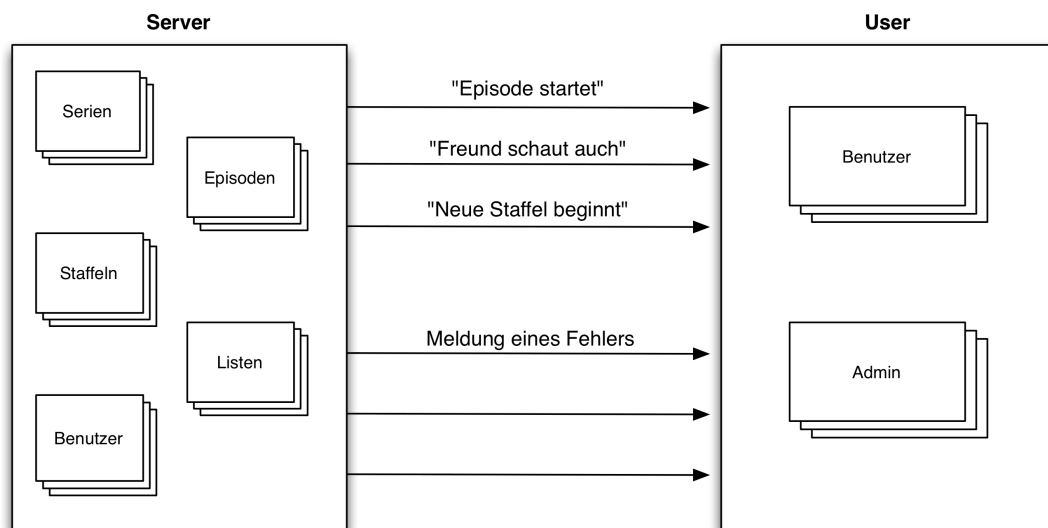 Server
User
Serien
Episoden
Staffeln
Listen
Benutzer
"Episode startet"
"Freund schaut auch"
"Neue Staffel beginnt"
Meldung eines Fehlers
Benutzer
Admin